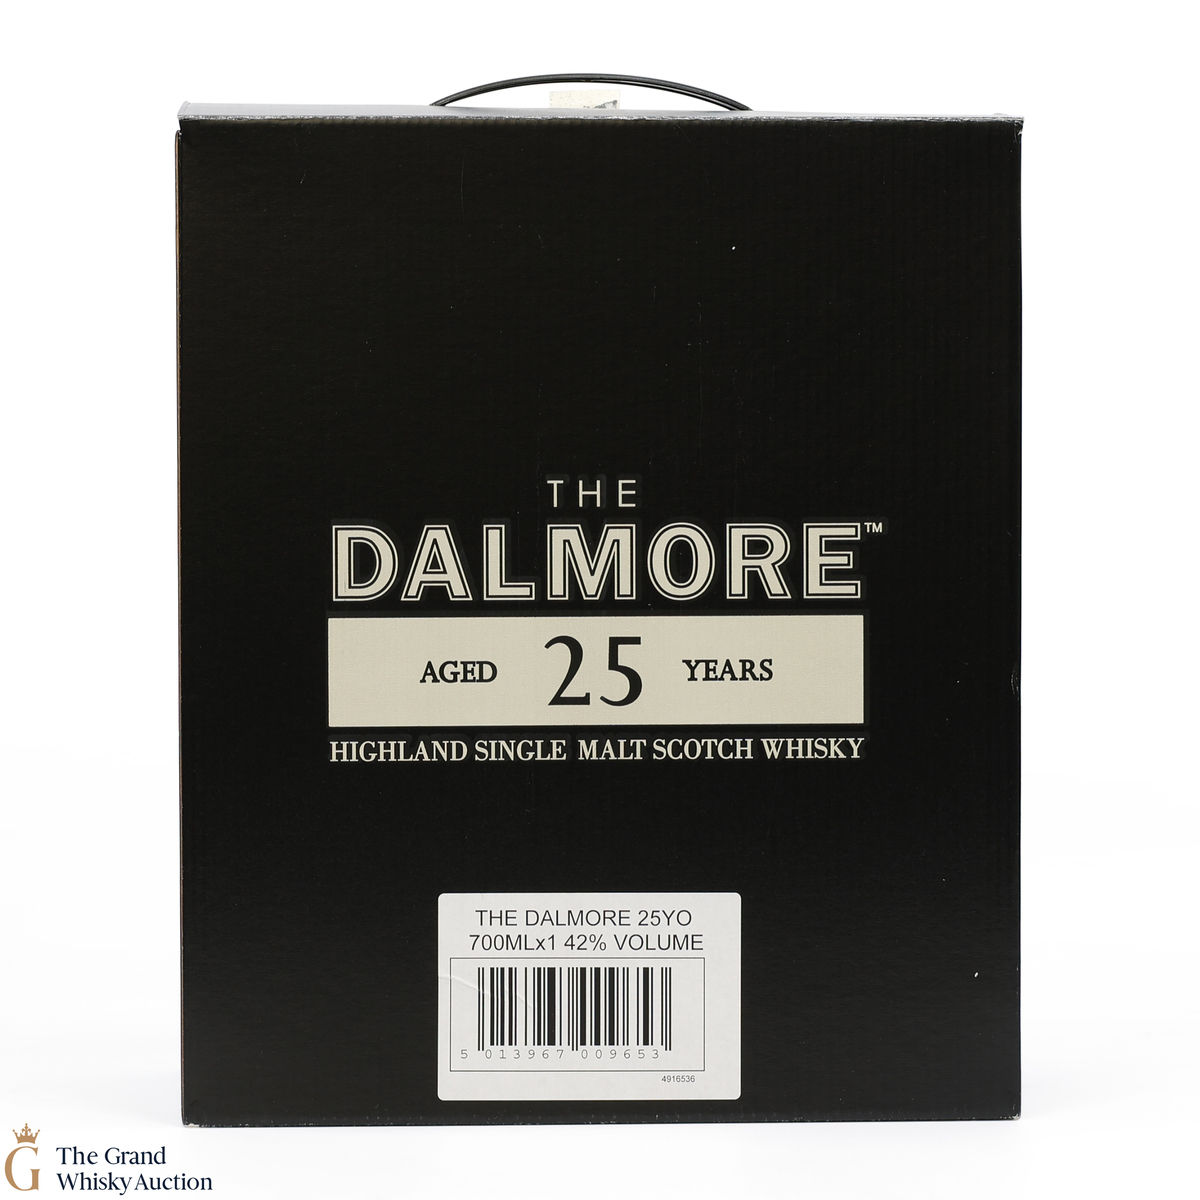 THE
DALMORE™
AGED 25 YEARS
HIGHLAND SINGLE MALT SCOTCH WHISKY
THE DALMORE 25YO
700MLx1 42% VOLUME
5 013967 009653
4916536
G The Grand
Whisky Auction